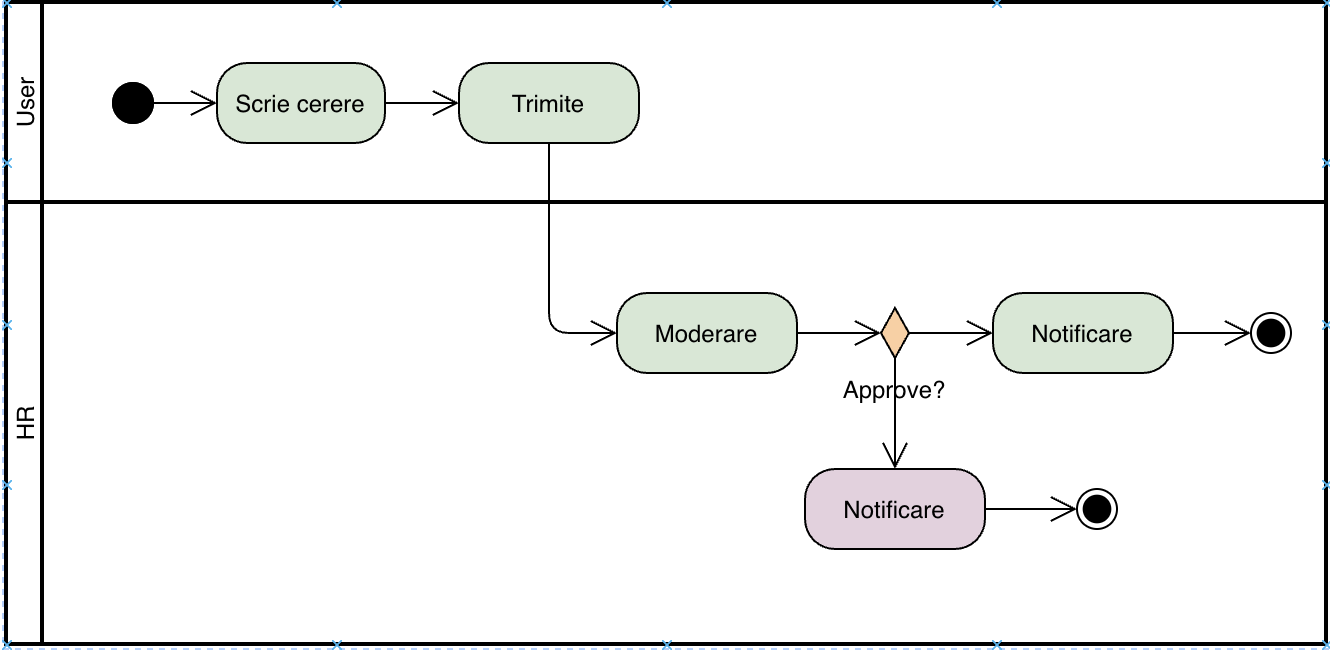 User
Scrie cerere
Trimite
HR
Moderare
Notificare
Approve?
Notificare